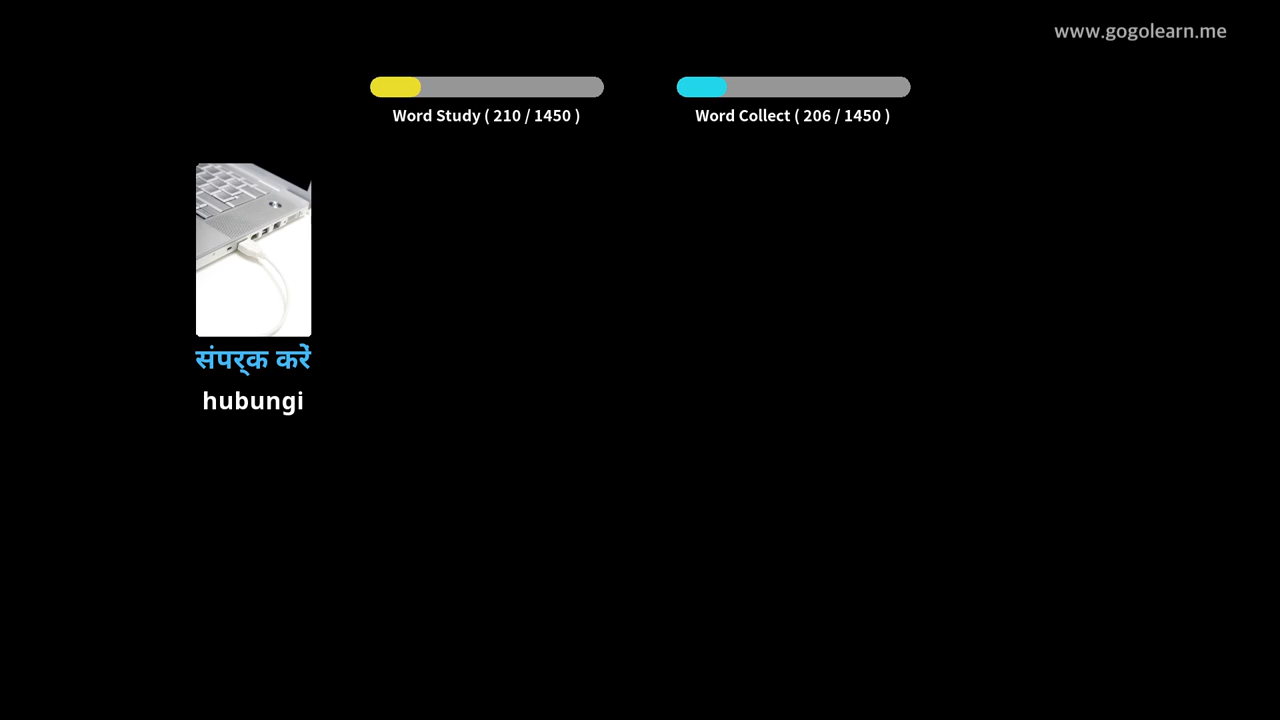 www.gogolearn.me
Word Study ( 210 / 1450 )
Word Collect ( 206 / 1450 )
संपर्क करें
hubungi